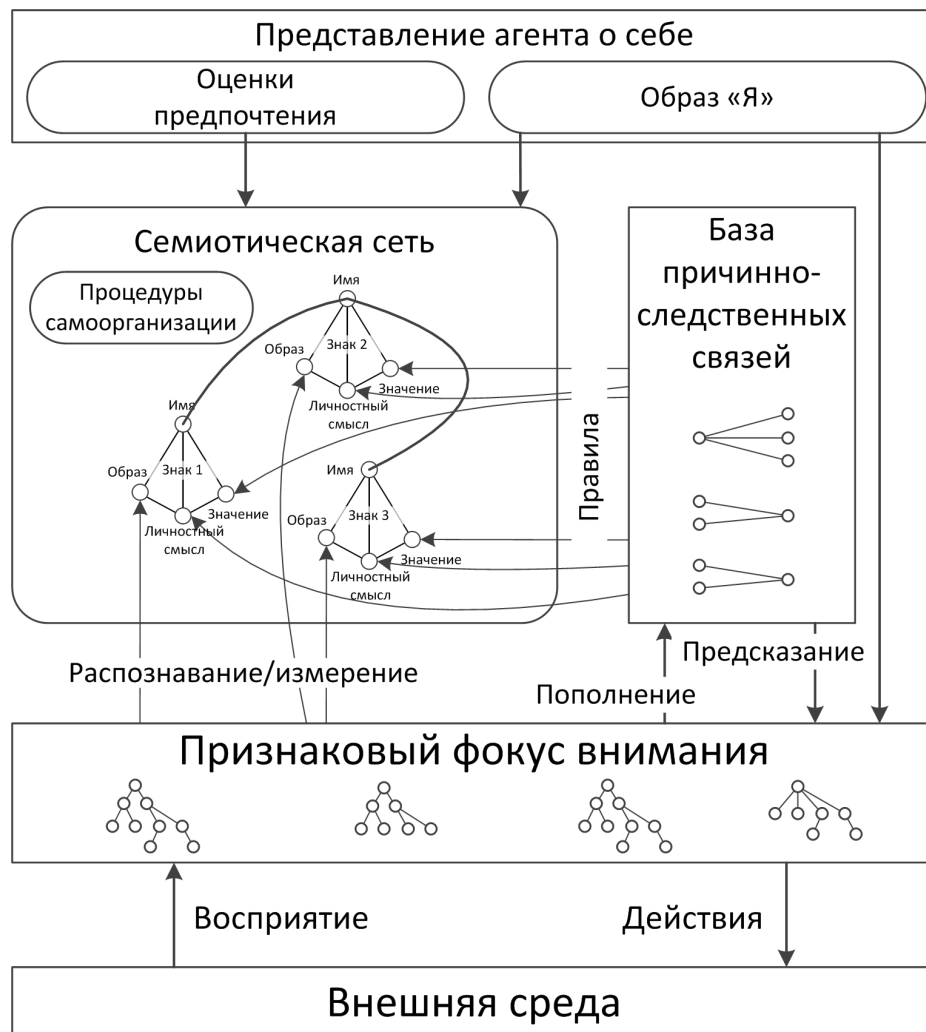 Представление агента о себе
Оценки
предпочтения
Образ «Я»
Семиотическая сеть
Процедуры
самоорганизации
Имя
Образ
Знак 2
Значение
Личностный
смысл
Имя
Образ
Знак 1
Значение
Личностный
смысл
Имя
Образ
Знак 3
Значение
Личностный
смысл
База
причинно-
следственных
связей
Правила
Распознавание/измерение
Пополнение
Предсказание
Признаковый фокус внимания
Восприятие
Действия
Внешняя среда